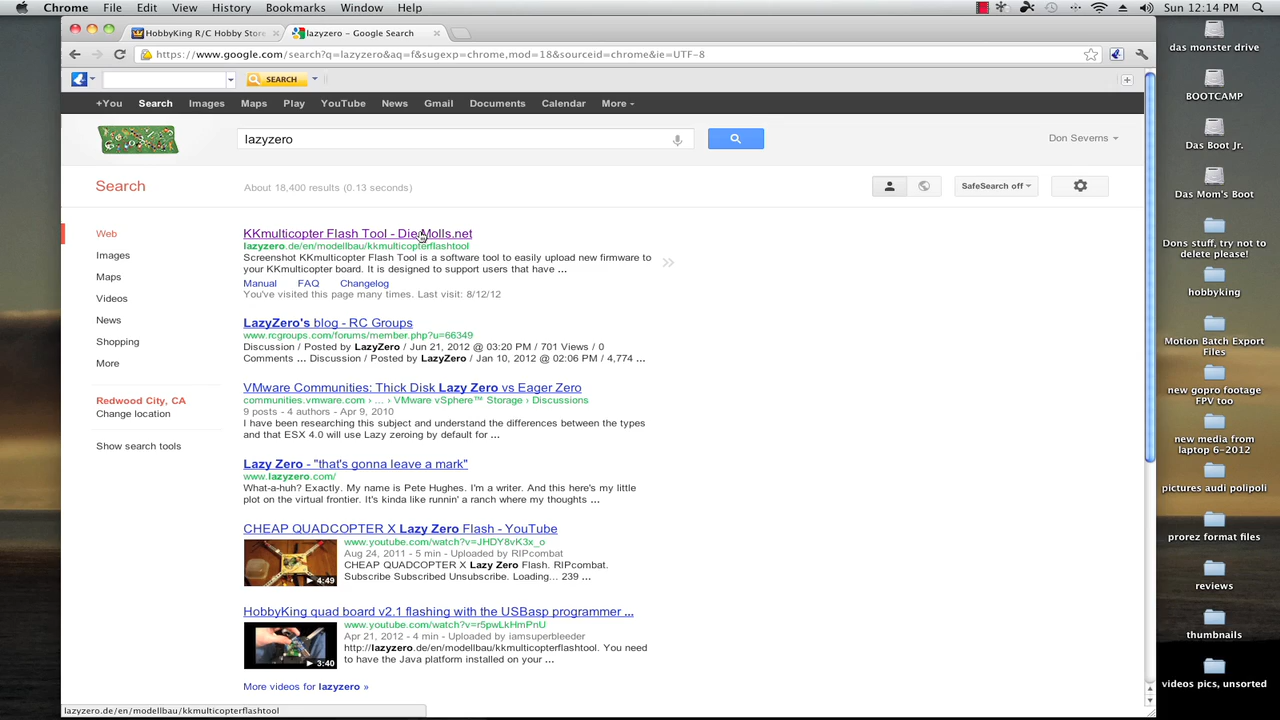 Chrome File Edit View History Bookmarks Window Help Sun 12:14 PM
HobbyKing R/C Hobby Store
lazyzero – Google Search
https://www.google.com/search?q=lazyzero&aq=f&sugexp=chrome,mod=18&sourceid=chrome&ie=UTF-8
SEARCH
+You Search Images Maps Play YouTube News Gmail Documents Calendar More
lazyzero
Don Severns
Search
About 18,400 results (0.13 seconds)
SafeSearch off
Web
Images
Maps
Videos
News
Shopping
More
Redwood City, CA
Change location
Show search tools
KKmulticopter Flash Tool - DieMolls.net
lazyzero.de/en/modellbau/kkmulticopterflashtool
Screenshot KKmulticopter Flash Tool is a software tool to easily upload new firmware to
your KKmulticopter board. It is designed to support users that have ...
Manual FAQ Changelog
You've visited this page many times. Last visit: 8/12/12
LazyZero's blog - RC Groups
www.rcgroups.com/forums/member.php?u=66349
Discussion / Posted by LazyZero / Jun 21, 2012 @ 03:20 PM / 701 Views / 0
Comments ... Discussion / Posted by LazyZero / Jan 10, 2012 @ 02:06 PM / 4,774 ...
VMware Communities: Thick Disk Lazy Zero vs Eager Zero
communities.vmware.com › ... › VMware vSphere™ Storage › Discussions
9 posts - 4 authors - Apr 9, 2010
I have been researching this subject and understand the differences between the types
and that ESX 4.0 will use Lazy zeroing by default for ...
Lazy Zero - "that's gonna leave a mark"
www.lazyzero.com/
What-a-huh? Exactly. My name is Pete Hughes. I'm a writer. And this here's my little
plot on the virtual frontier. It's kinda like runnin' a ranch where my thoughts ...
CHEAP QUADCOPTER X Lazy Zero Flash - YouTube
www.youtube.com/watch?v=JHDY8vK3x_o
Aug 24, 2011 - 5 min - Uploaded by RIPcombat
CHEAP QUADCOPTER X Lazy Zero Flash. RIPcombat.
Subscribe Subscribed Unsubscribe. Loading... 239 ...
4:49
HobbyKing quad board v2.1 flashing with the USBasp programmer ...
www.youtube.com/watch?v=r5pwLkHmPnU
Apr 21, 2012 - 4 min - Uploaded by iamsuperbleeder
http://lazyzero.de/en/modellbau/kkmulticopterflashtool. You need
to have the Java platform installed on your ...
3:40
More videos for lazyzero »
lazyzero.de/en/modellbau/kkmulticopterflashtool
das monster drive
BOOTCAMP
Das Boot Jr.
Das Mom's Boot
Dons stuff, try not to
delete please!
hobbyking
Motion Batch Export
Files
new gopro footage
FPV too
new media from
laptop 6-2012
pictures audi polipoli
prorez format files
reviews
thumbnails
videos pics, unsorted